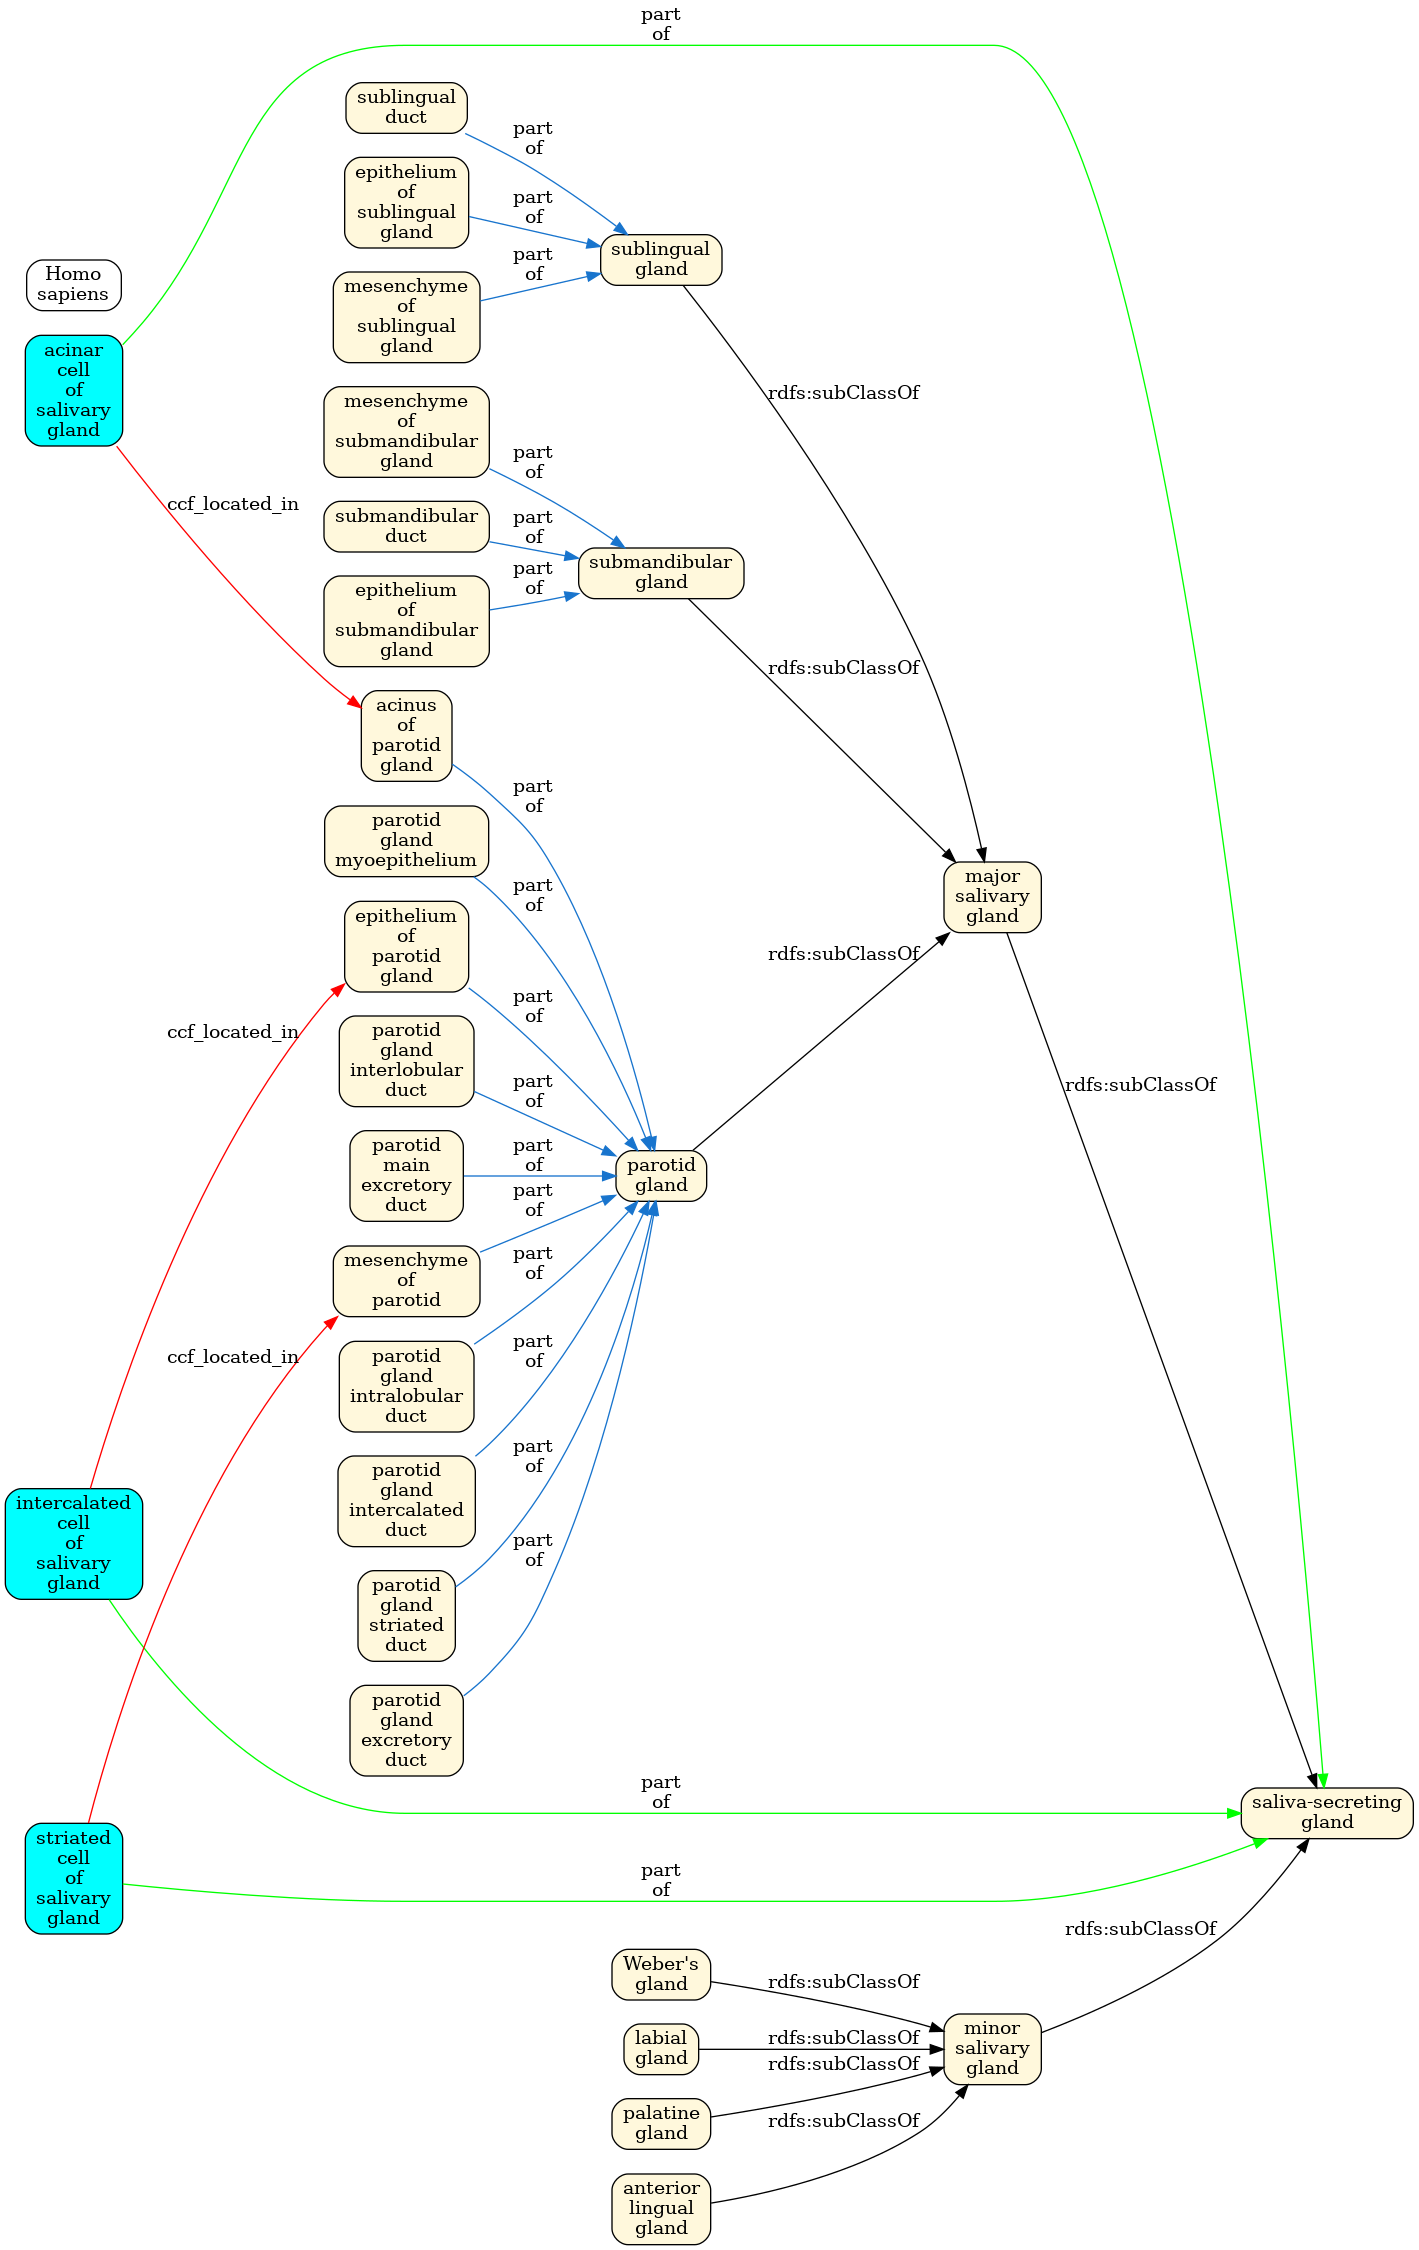 part
of
sublingual
duct
part
of
epithelium
of
sublingual
gland
part
of
sublingual
gland
Homo
sapiens
mesenchyme
of
sublingual
gland
part
of
acinar
cell
of
salivary
gland
rdfs:subClassOf
mesenchyme
of
submandibular
gland
part
of
ccf_located_in
submandibular
duct
part
of
submandibular
gland
epithelium
of
submandibular
gland
part
of
rdfs:subClassOf
acinus
of
parotid
gland
part
of
parotid
gland
myoepithelium
part
of
major
salivary
gland
epithelium
of
parotid
gland
part
of
rdfs:subClassOf
ccf_located_in
parotid
gland
interlobular
duct
part
of
rdfs:subClassOf
parotid
main
excretory
duct
part
of
parotid
gland
part
of
mesenchyme
of
parotid
part
of
ccf_located_in
parotid
gland
intralobular
duct
part
of
parotid
gland
intercalated
duct
part
of
intercalated
cell
of
salivary
gland
parotid
gland
striated
duct
part
of
parotid
gland
excretory
duct
part
of
saliva-secreting
gland
striated
cell
of
salivary
gland
part
of
rdfs:subClassOf
Weber's
gland
rdfs:subClassOf
labial
gland
rdfs:subClassOf
minor
salivary
gland
palatine
gland
rdfs:subClassOf
rdfs:subClassOf
anterior
lingual
gland